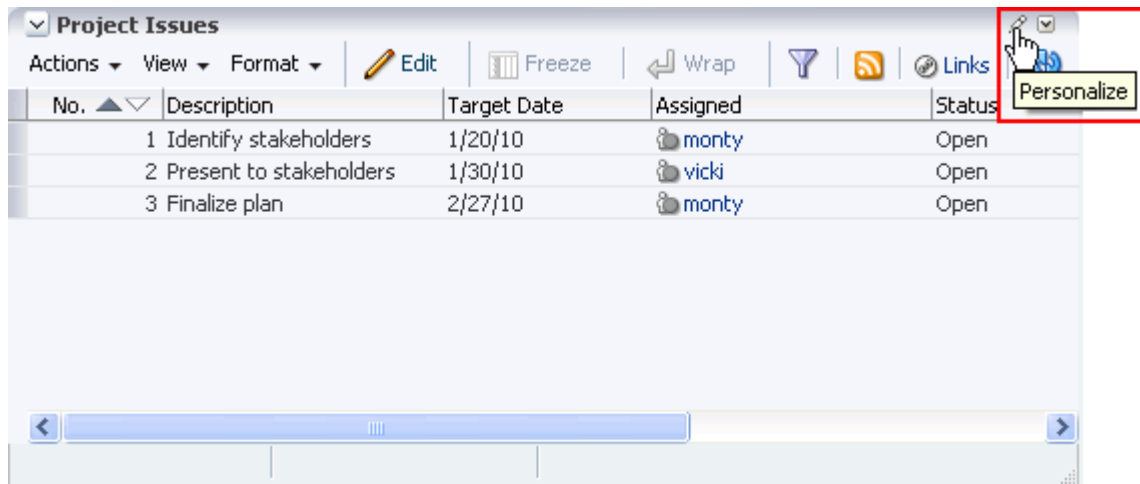 Project Issues
Actions View Format Edit Freeze Wrap Links
Personalize
No. Description Target Date Assigned Status
1 Identify stakeholders 1/20/10 monty Open
2 Present to stakeholders 1/30/10 vicki Open
3 Finalize plan 2/27/10 monty Open